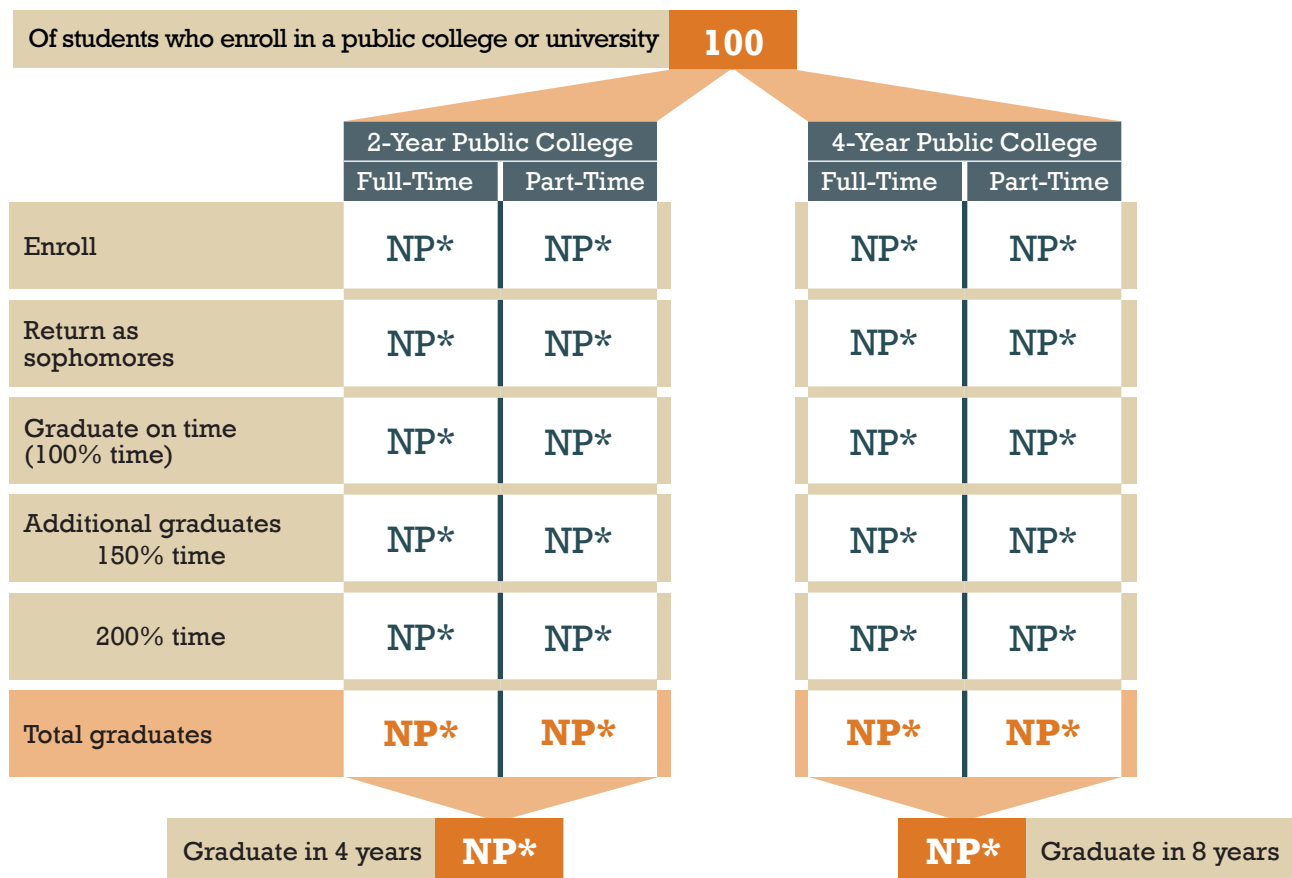 Of students who enroll in a public college or university 100
2-Year Public College 4-Year Public College
Full-Time Part-Time Full-Time Part-Time
Enroll NP* NP* NP* NP*
Return as
sophomores NP* NP* NP* NP*
Graduate on time
(100% time) NP* NP* NP* NP*
Additional graduates
150% time NP* NP* NP* NP*
200% time NP* NP* NP* NP*
Total graduates NP* NP* NP* NP*
Graduate in 4 years NP* NP* Graduate in 8 years